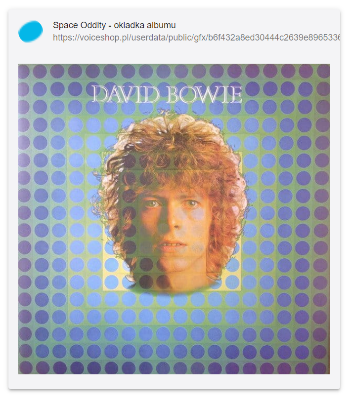 Space Oddity - okładka albumu
https://voiceshop.pl/userdata/public/gfx/b6f432a8ed30444c2639e8965336
DAVID BOWIE